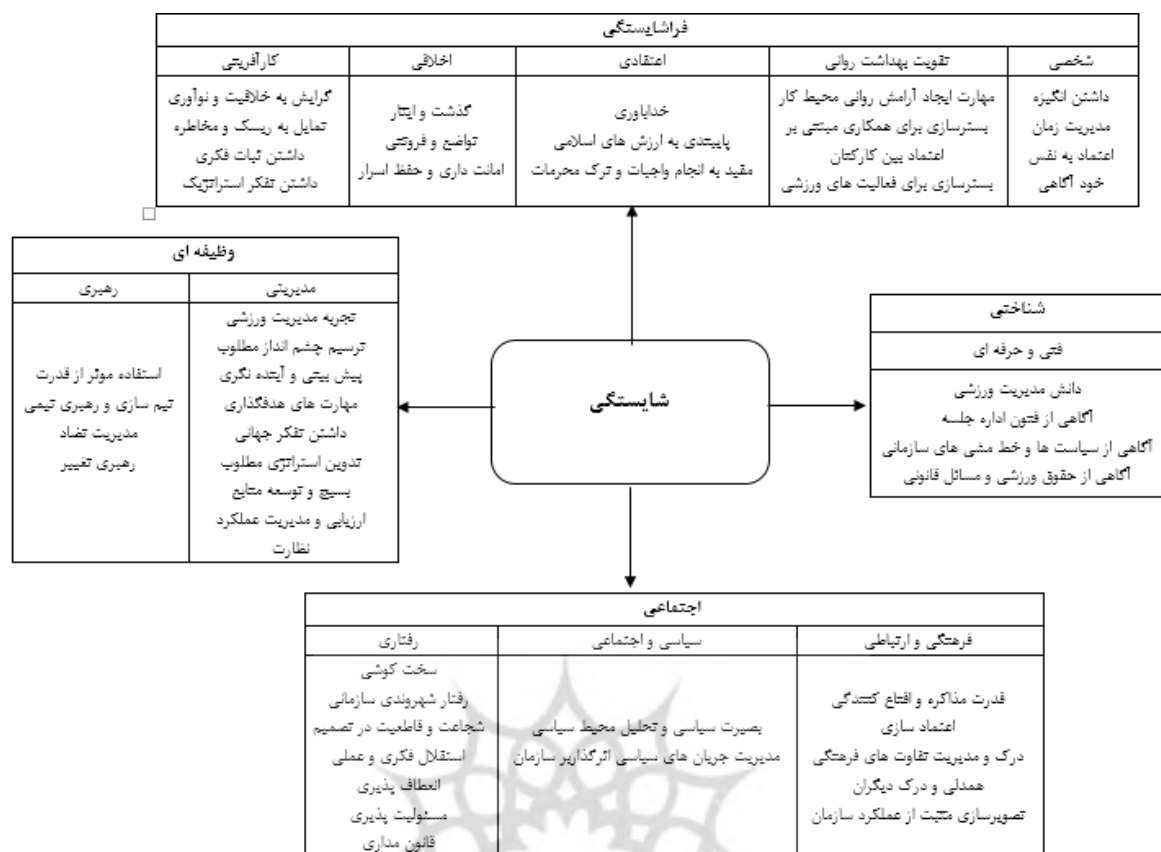 فراشایستگی
شخصی
تقویت بهداشت روانی
اعتقادی
اخلاقی
کارآفرینی
داشتن انگیزه
مدیریت زمان
اعتماد به نفس
خود آگاهی
مهارت ایجاد آرامش روانی محیط کار
بسترسازی برای همکاری مبتنی بر
اعتماد بین کارکنان
بسترسازی برای فعالیت های ورزشی
خداباوری
پایبندی به ارزش های اسلامی
مقید به انجام واجبات و ترک محرمات
گذشت و ایثار
تواضع و فروتنی
امانت داری و حفظ اسرار
گرایش به خلاقیت و نوآوری
تمایل به ریسک و مخاطره
داشتن ثبات فکری
داشتن تفکر استراتژیک
شناختی
فنی و حرفه ای
دانش مدیریت ورزشی
آگاهی از فنون اداره جلسه
آگاهی از سیاست ها و خط مشی های سازمانی
آگاهی از حقوق ورزشی و مسائل قانونی
شایستگی
وظیفه ای
مدیریتی
رهبری
تجربه مدیریت ورزشی
ترسیم چشم انداز مطلوب
پیش بینی و آینده نگری
مهارت های هدفگذاری
داشتن تفکر جهانی
تدوین استراتژی مطلوب
بسیج و توسعه منابع
ارزیابی و مدیریت عملکرد
نظارت
استفاده موثر از قدرت
تیم سازی و رهبری تیمی
مدیریت تضاد
رهبری تغییر
اجتماعی
فرهنگی و ارتباطی
سیاسی و اجتماعی
رفتاری
قدرت مذاکره و اقناع کنندگی
اعتماد سازی
درک و مدیریت تفاوت های فرهنگی
همدلی و درک دیگران
تصویرسازی مثبت از عملکرد سازمان
بصیرت سیاسی و تحلیل محیط سیاسی
مدیریت جریان های سیاسی اثرگذاربر سازمان
سخت کوشی
رفتار شهروندی سازمانی
شجاعت و قاطعیت در تصمیم
استقلال فکری و عملی
انعطاف پذیری
مسئولیت پذیری
قانون مداری